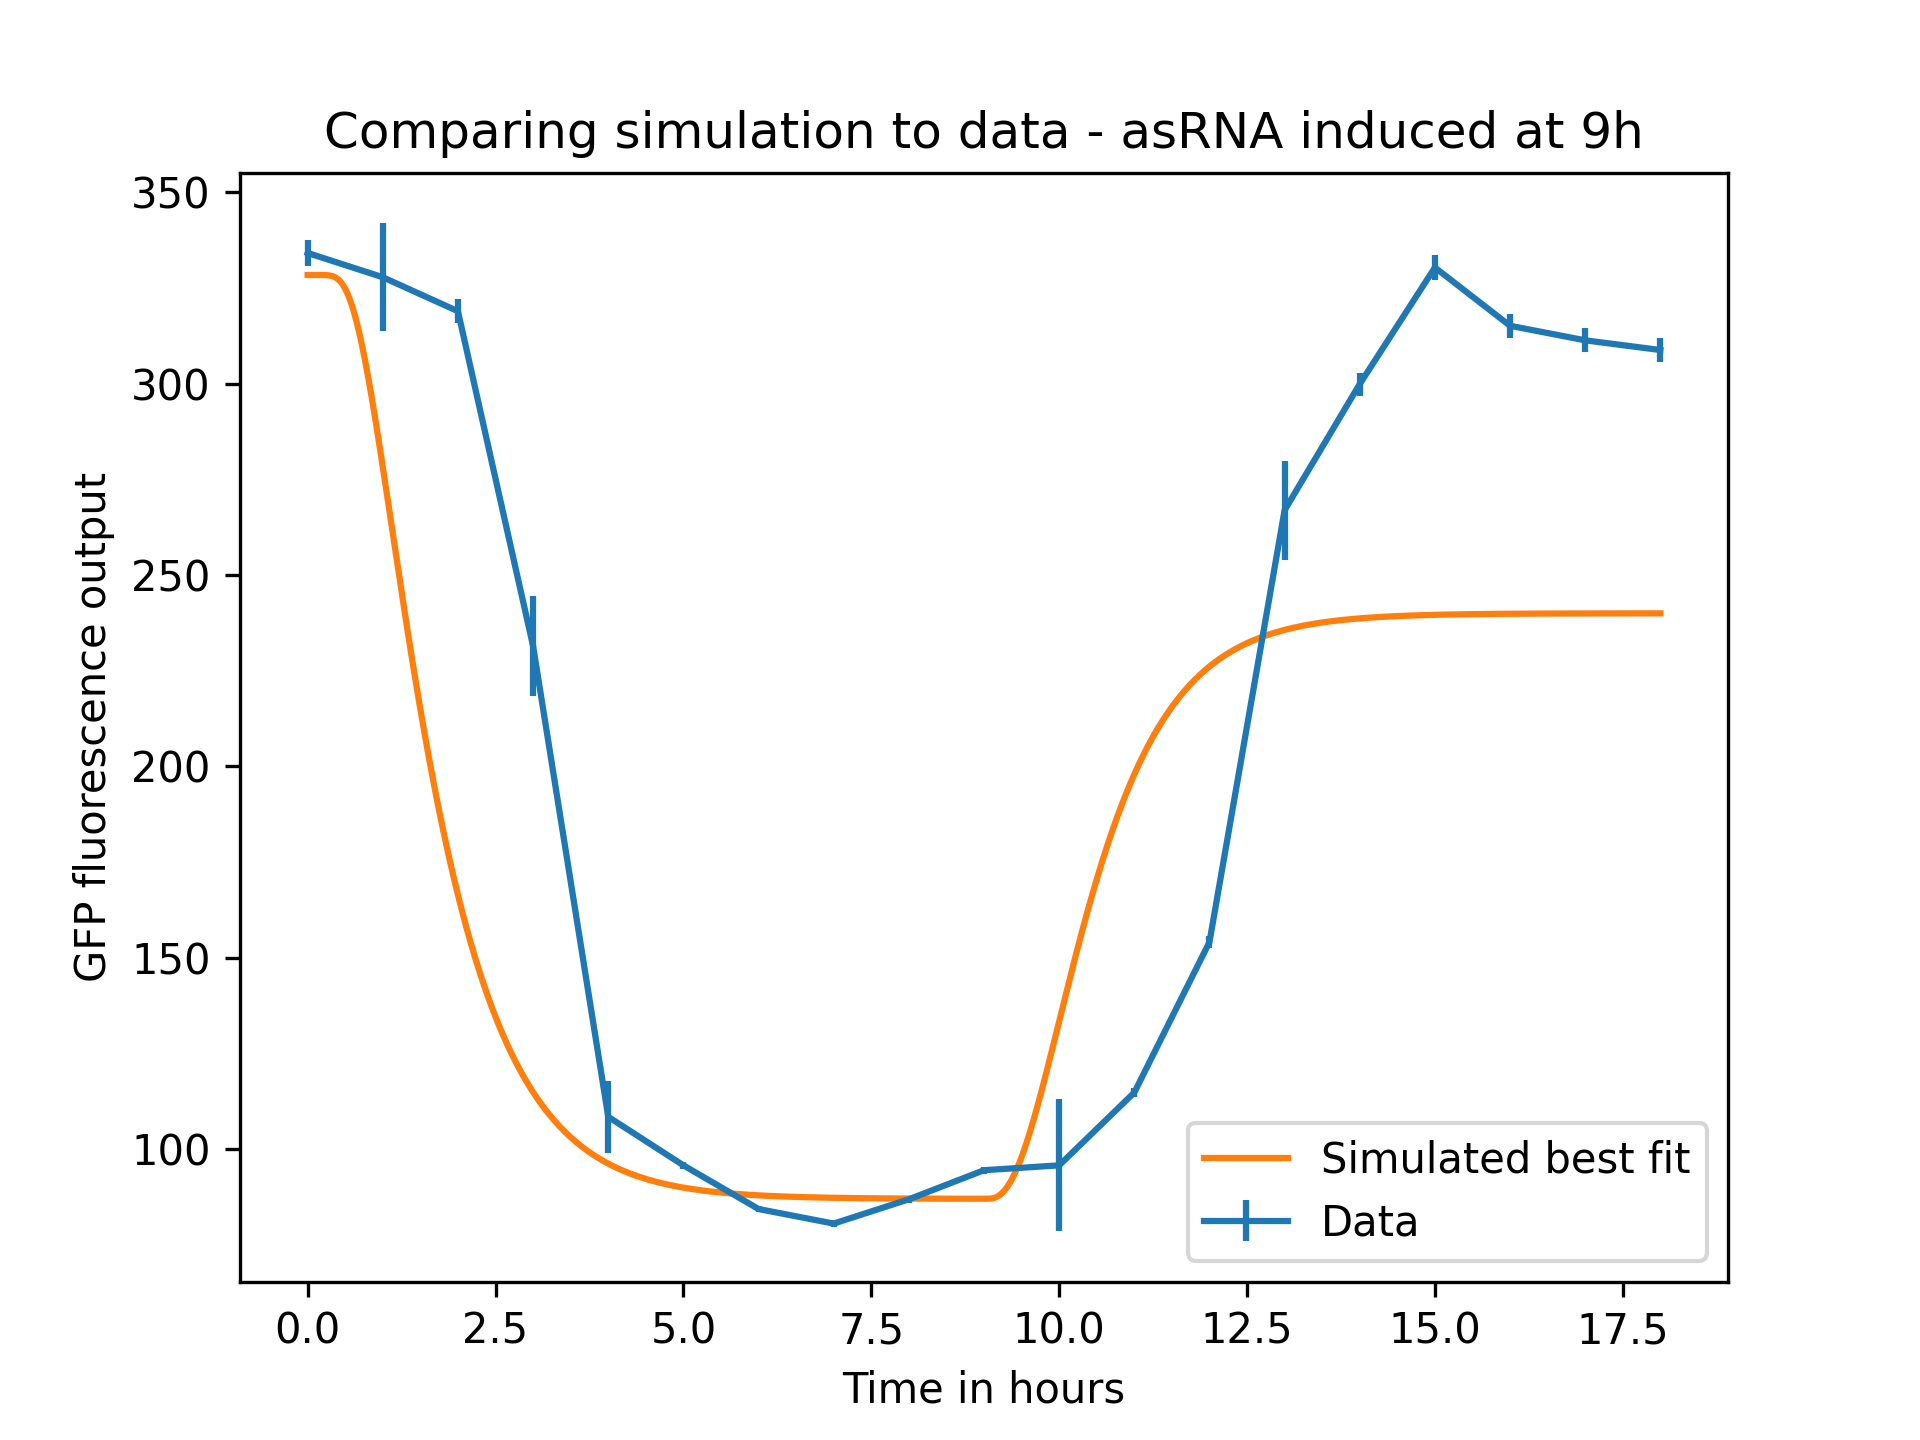 Comparing simulation to data - asRNA induced at 9h
350
300
250
200
150
100
GFP fluorescence output
Simulated best fit
Data
0.0 2.5 5.0 7.5 10.0 12.5 15.0 17.5
Time in hours